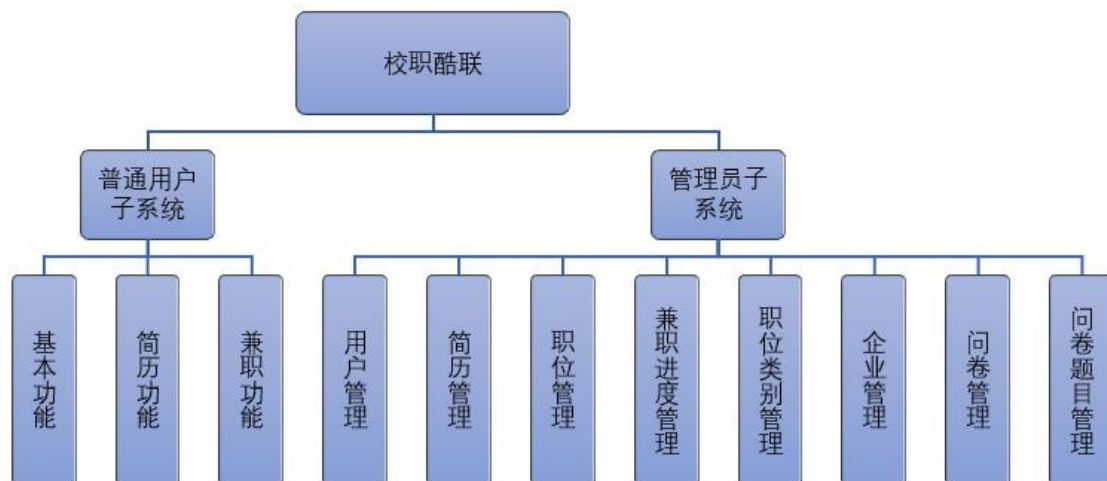 校职酷联
普通用户
子系统
管理员子
系统
基本功能
简历功能
兼职功能
用户管理
简历管理
职位管理
兼职进度管理
职位类别管理
企业管理
问卷管理
问卷题目管理